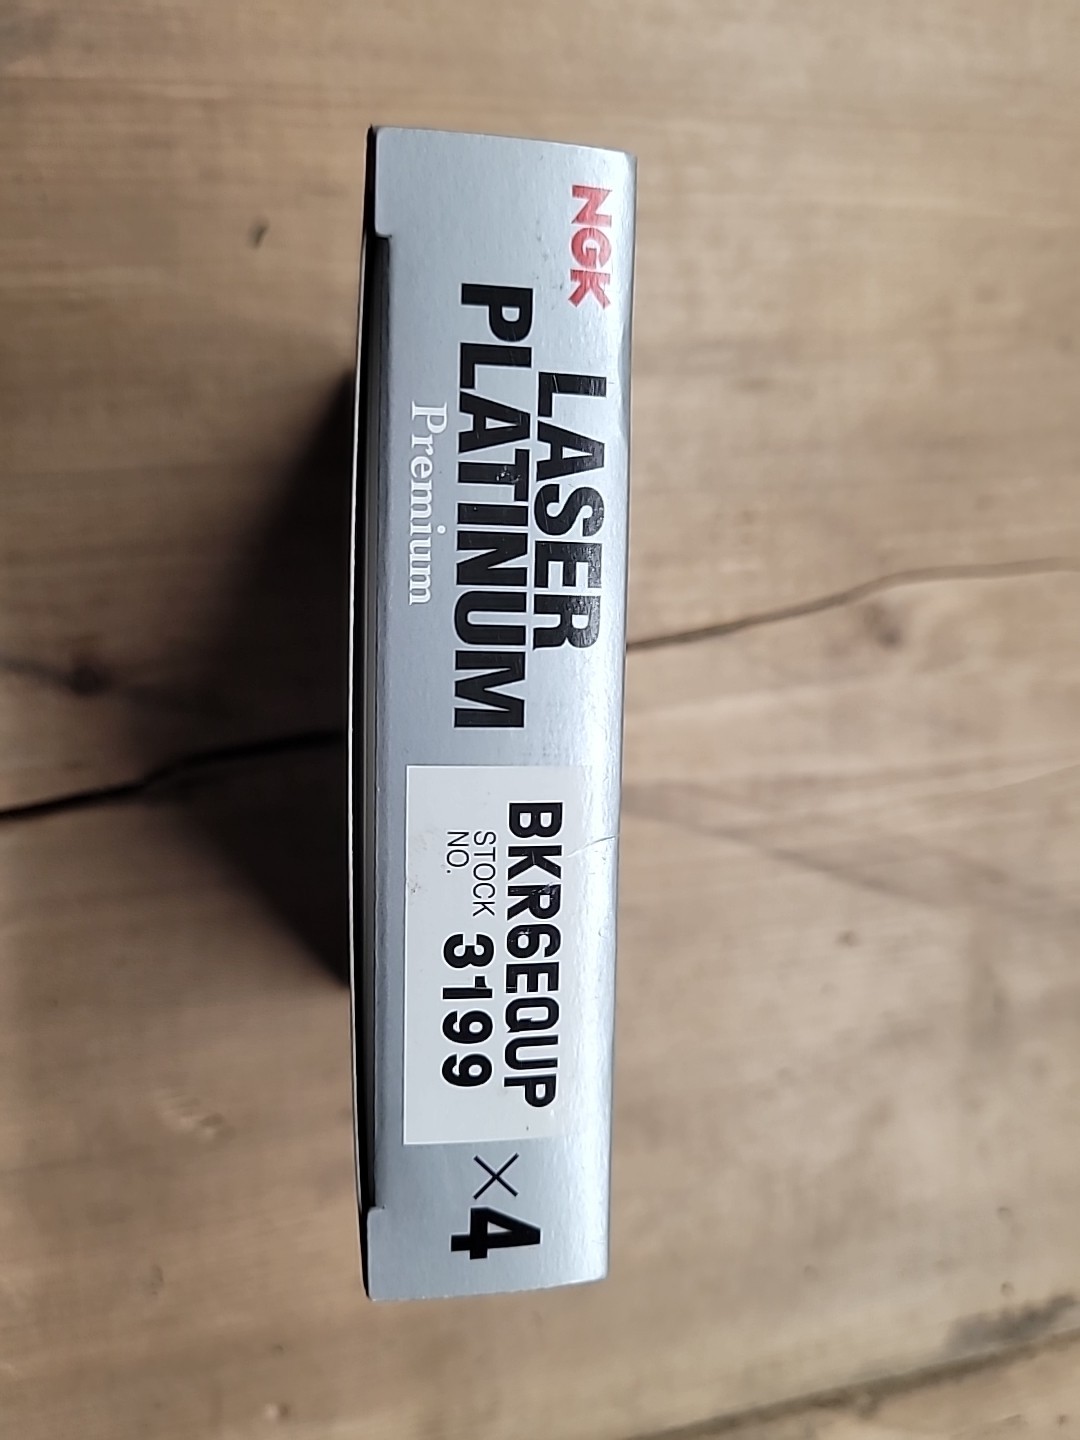 NGK
LASER
PLATINUM
Premium
BKR6EQUP
STOCK
NO.
3199
×4